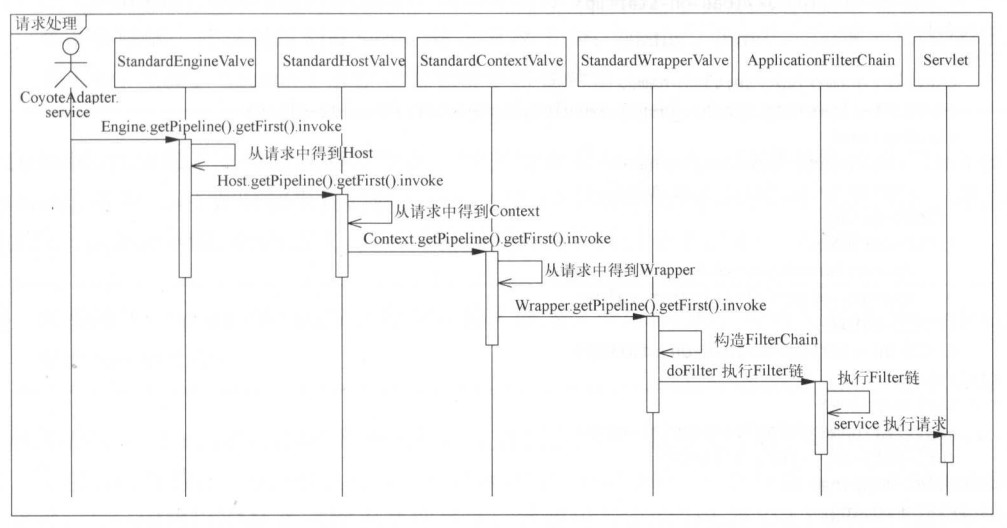 请求处理
StandardEngineValve
StandardHostValve
StandardContextValve
StandardWrapperValve
ApplicationFilterChain
Servlet
CoyoteAdapter.
service
Engine.getPipeline().getFirst().invoke
从请求中得到Host
Host.getPipeline().getFirst().invoke
从请求中得到Context
Context.getPipeline().getFirst().invoke
从请求中得到Wrapper
Wrapper.getPipeline().getFirst().invoke
构造FilterChain
doFilter 执行Filter链
执行Filter链
service 执行请求